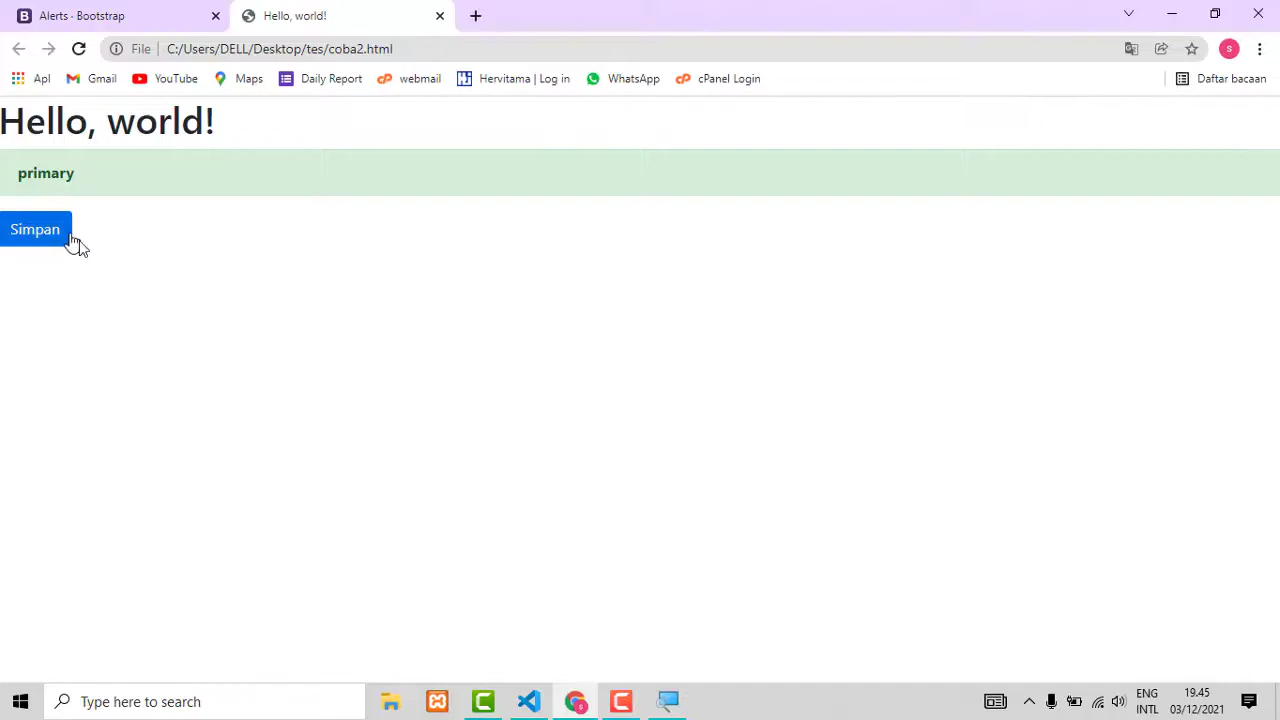 Alerts - Bootstrap
Hello, world!
File C:/Users/DELL/Desktop/tes/coba2.html
s
Apl Gmail YouTube Maps Daily Report webmail Hervitama | Log in WhatsApp cPanel Login Daftar bacaan
Hello, world!
primary
Simpan
Type here to search
ENG 19.45
INTL 03/12/2021